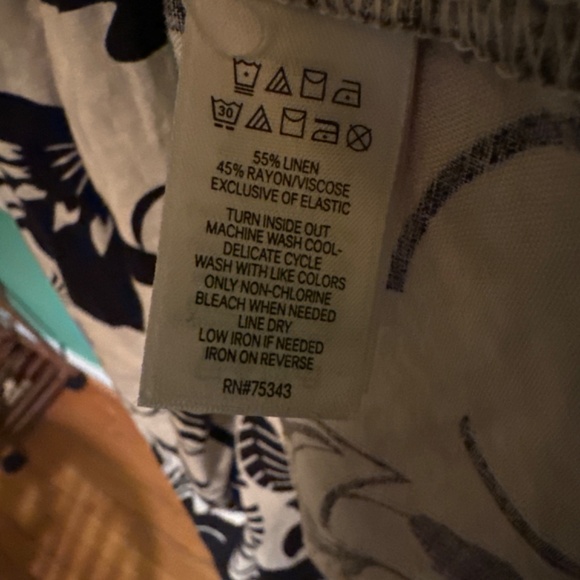 30
55% LINEN
45% RAYON/VISCOSE
EXCLUSIVE OF ELASTIC
TURN INSIDE OUT
MACHINE WASH COOL-
DELICATE CYCLE
WASH WITH LIKE COLORS
ONLY NON-CHLORINE
BLEACH WHEN NEEDED
LINE DRY
LOW IRON IF NEEDED
IRON ON REVERSE
RN#75343